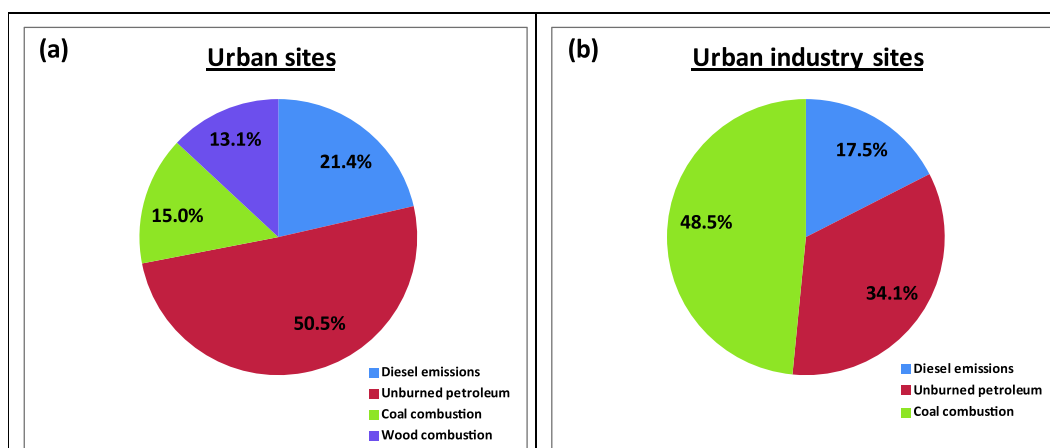 (a)
Urban sites
13.1%
21.4%
15.0%
50.5%
Diesel emissions
Unburned petroleum
Coal combustion
Wood combustion
(b)
Urban industry sites
17.5%
48.5%
34.1%
Diesel emissions
Unburned petroleum
Coal combustion